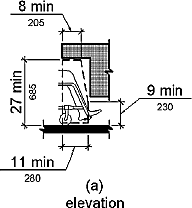 8 min
205
27 min
685
9 min
230
11 min
280
(a)
elevation